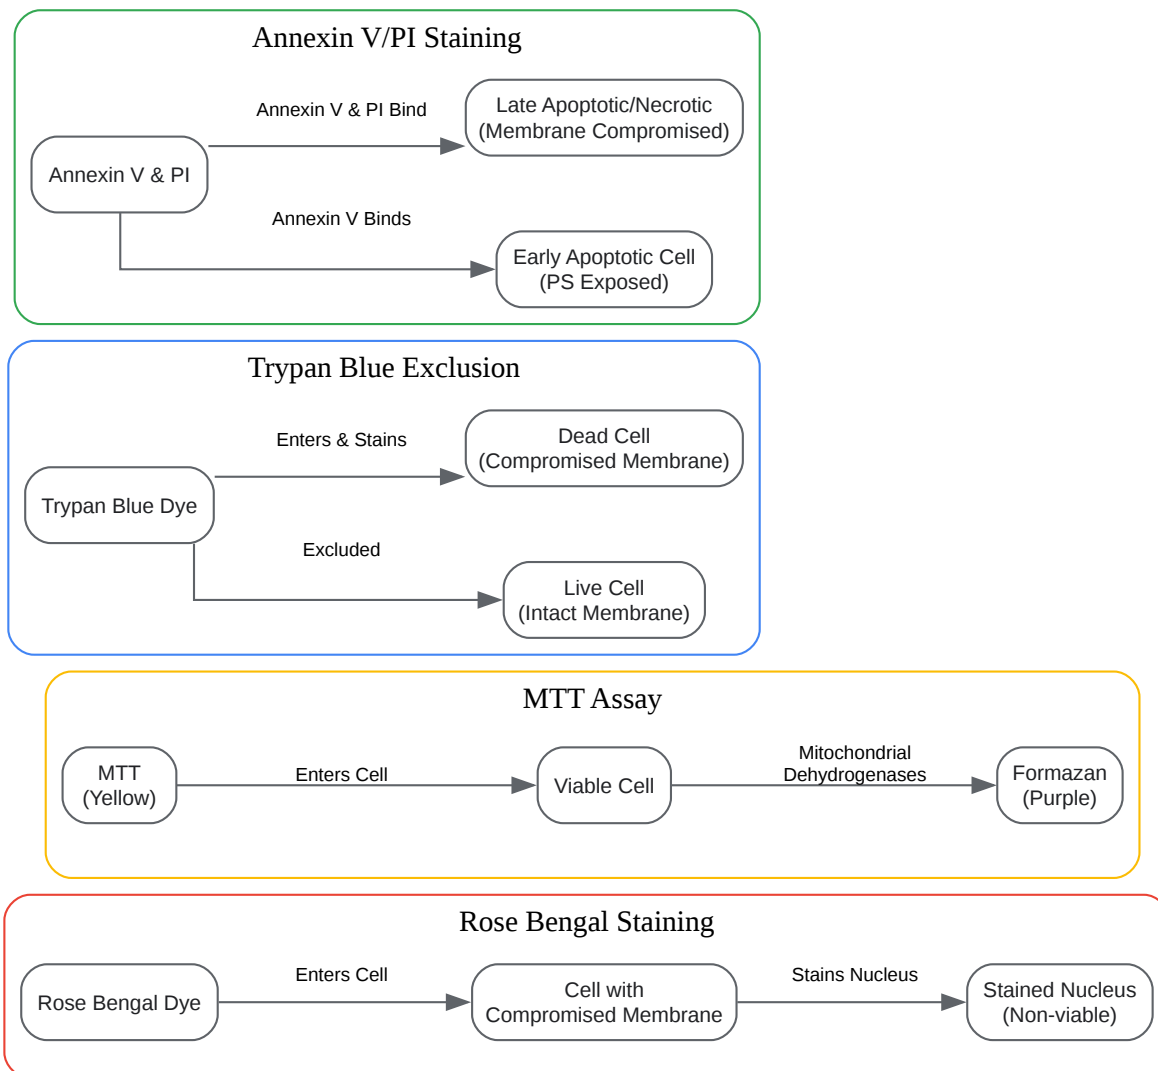 Annexin V/PI Staining
Annexin V & PI Bind
Late Apoptotic/Necrotic
(Membrane Compromised)
Annexin V & PI
Annexin V Binds
Early Apoptotic Cell
(PS Exposed)
Trypan Blue Exclusion
Enters & Stains
Dead Cell
(Compromised Membrane)
Trypan Blue Dye
Excluded
Live Cell
(Intact Membrane)
MTT Assay
MTT
(Yellow)
Enters Cell
Viable Cell
Mitochondrial
Dehydrogenases
Formazan
(Purple)
Rose Bengal Staining
Rose Bengal Dye
Enters Cell
Cell with
Compromised Membrane
Stains Nucleus
Stained Nucleus
(Non-viable)